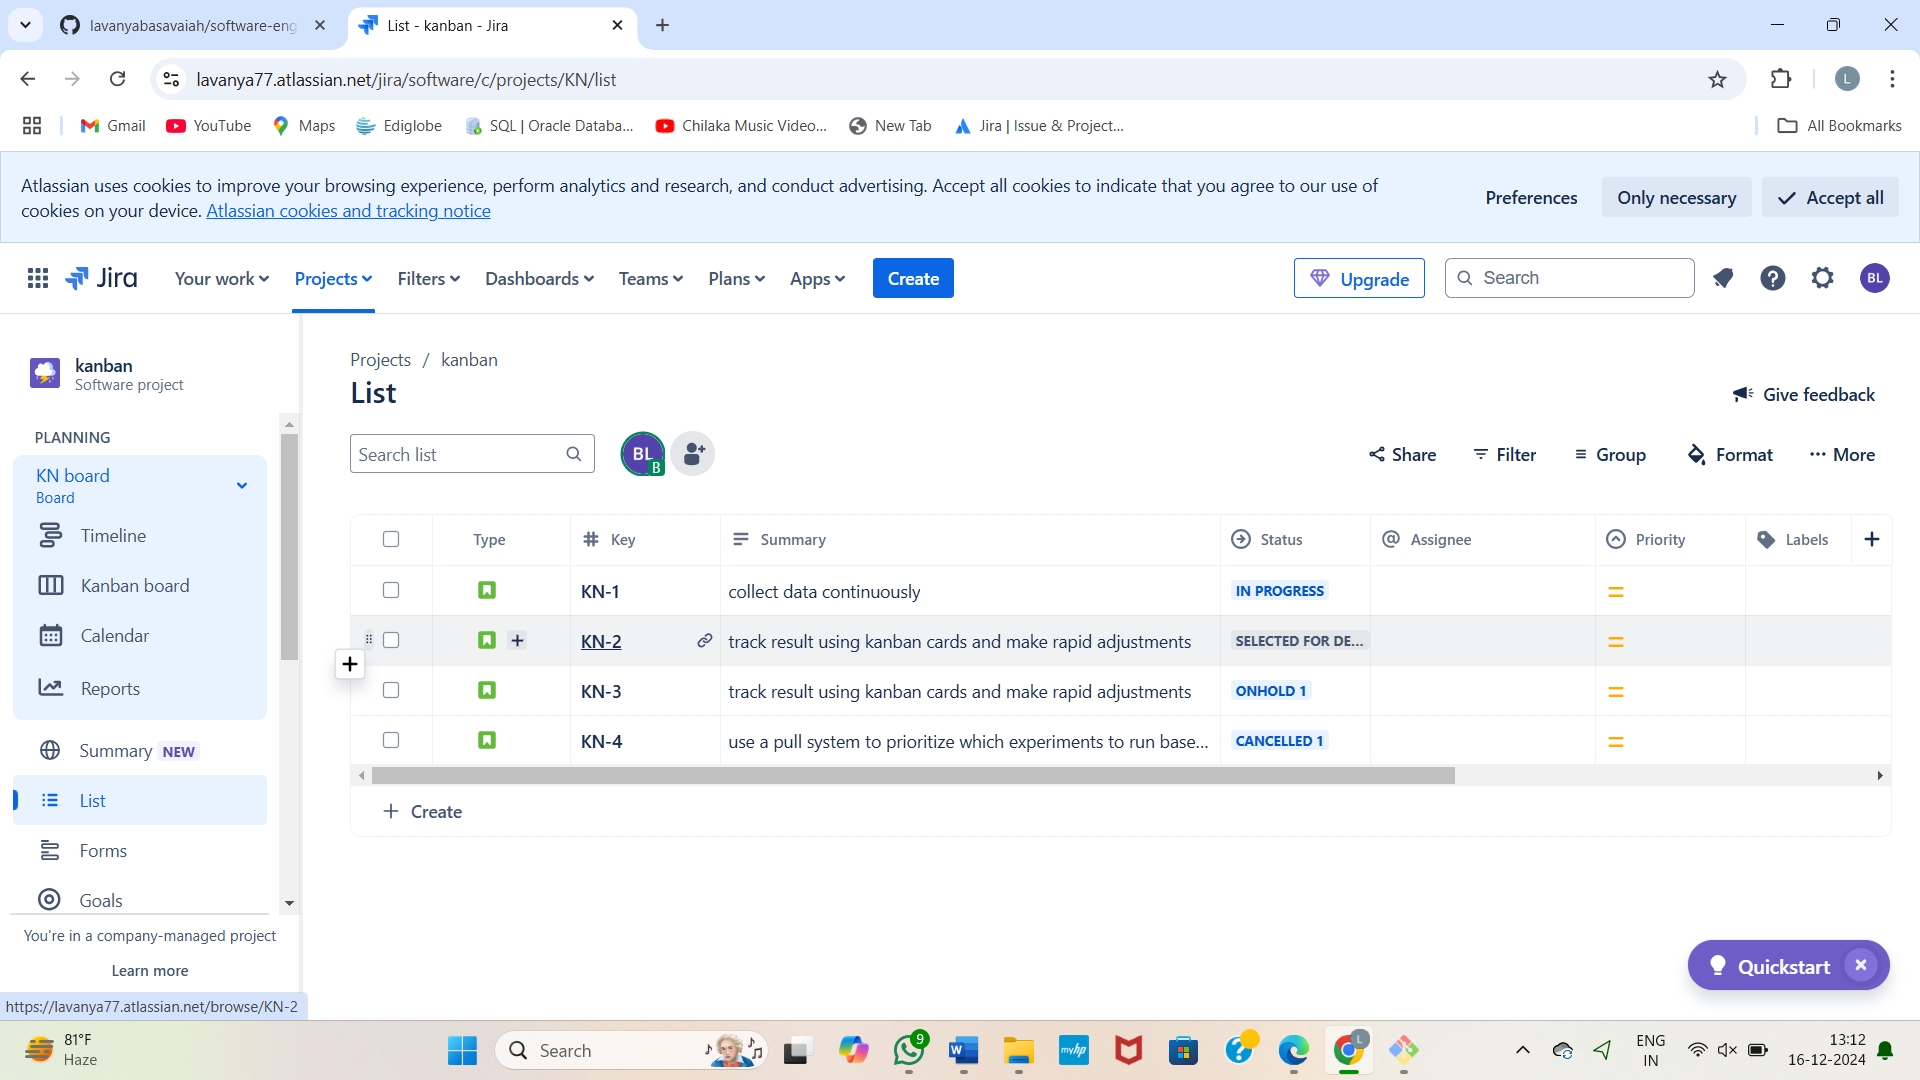 lavanyabasavaiah/software-eng
List - kanban - Jira
lavanya77.atlassian.net/jira/software/c/projects/KN/list
L
Gmail
YouTube
Maps
Ediglobe
SQL | Oracle Databa...
Chilaka Music Video...
New Tab
Jira | Issue & Project...
All Bookmarks
Atlassian uses cookies to improve your browsing experience, perform analytics and research, and conduct advertising. Accept all cookies to indicate that you agree to our use of
cookies on your device. Atlassian cookies and tracking notice
Preferences
Only necessary
Accept all
Jira
Your work
Projects
Filters
Dashboards
Teams
Plans
Apps
Create
Upgrade
Search
BL
kanban
Software project
PLANNING
KN board
Board
Timeline
Kanban board
Calendar
Reports
Summary NEW
List
Forms
Goals
You're in a company-managed project
Learn more
https://lavanya77.atlassian.net/browse/KN-2
Projects / kanban
List
Give feedback
Search list
BL
B
Share
Filter
Group
Format
More
Type Key Summary Status Assignee Priority Labels
KN-1 collect data continuously IN PROGRESS
KN-2 track result using kanban cards and make rapid adjustments SELECTED FOR DE...
KN-3 track result using kanban cards and make rapid adjustments ONHOLD 1
KN-4 use a pull system to prioritize which experiments to run base... CANCELLED 1
+ Create
Quickstart
81°F
Haze
Search
9
W
myhp
L
ENG
IN
13:12
16-12-2024